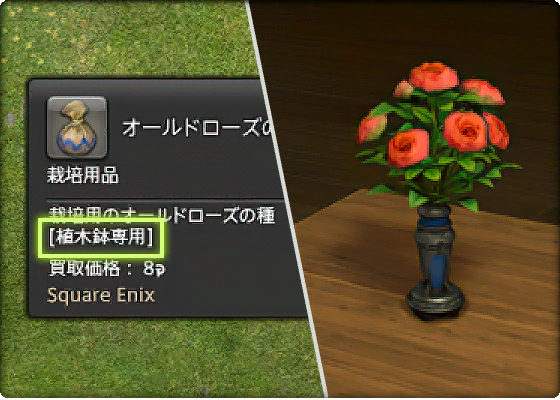 オールドローズの
栽培用品
栽培用のオールドローズの種
[植木鉢専用]
買取価格： 8
Square Enix